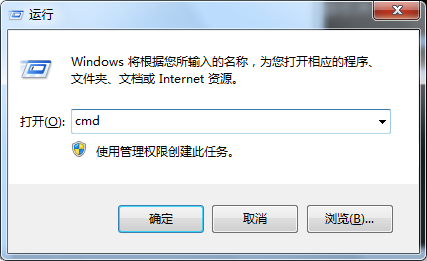 运行
Windows 将根据您所输入的名称，为您打开相应的程序、
文件夹、文档或 Internet 资源。
打开(O): cmd
使用管理权限创建此任务。
确定 取消 浏览(B)...